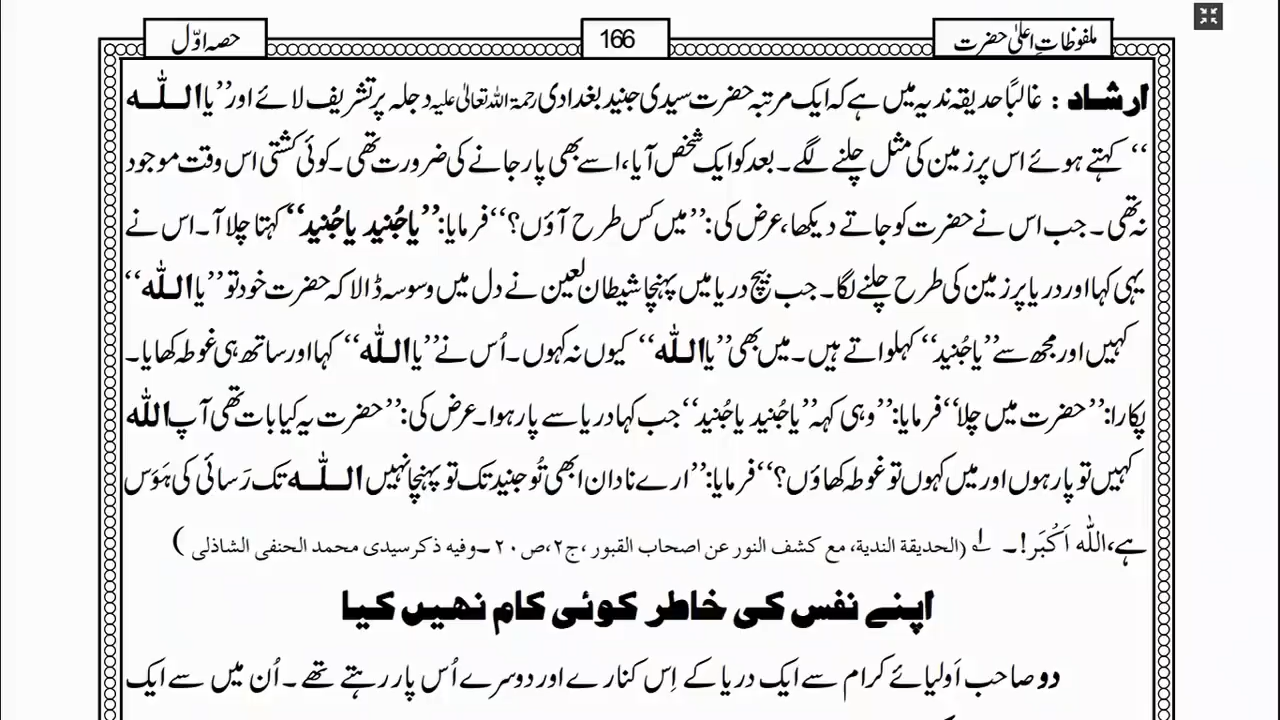 ملفوظاتِ اعلیٰ حضرت 166 حصہ اوّل
ارشاد : غالبًا حدیقہ ندیہ میں ہے کہ ایک مرتبہ حضرت سیدی جنید بغدادی رحمۃ اللہ تعالیٰ علیہ دجلہ پر تشریف لائے اور ’’یا اللہ
‘‘ کہتے ہوئے اس پر زمین کی مثل چلنے لگے۔ بعد کو ایک شخص آیا، اسے بھی پار جانے کی ضرورت تھی۔ کوئی کشتی اس وقت موجود
نہ تھی۔ جب اس نے حضرت کو جاتے دیکھا، عرض کی: ’’میں کس طرح آؤں؟‘‘ فرمایا: ’’یا جُنید یا جُنید‘‘ کہتا چلا آ۔ اس نے
یہی کہا اور دریا پر زمین کی طرح چلنے لگا۔ جب بیچ دریا میں پہنچا شیطان لعین نے دل میں وسوسہ ڈالا کہ حضرت خود تو ’’یا اللہ‘‘
کہیں اور مجھ سے ’’یا جُنید‘‘ کہلواتے ہیں۔ میں بھی ’’یا اللہ‘‘ کیوں نہ کہوں۔ اُس نے ’’یا اللہ‘‘ کہا اور ساتھ ہی غوطہ کھایا۔
پکارا: ’’حضرت میں چلا‘‘ فرمایا: ’’وہی کہہ ’’یا جُنید یا جُنید‘‘ جب کہا دریا سے پار ہوا۔ عرض کی: ’’حضرت یہ کیا بات تھی آپ اللہ
کہیں تو پار ہوں اور میں کہوں تو غوطہ کھاؤں؟‘‘ فرمایا: ’’ارے نادان ابھی تُو جنید تک تو پہنچا نہیں اللہ تک رَسائی کی ہَوَس
ہے، اللہ اَکْبَر!۔ ۱؎ (الحدیقة الندیة، مع کشف النور عن اصحاب القبور ،ج۲،ص۲۰۔وفیه ذکر سیدی محمد الحنفی الشاذلی )
اپنے نفس کی خاطر کوئی کام نہیں کیا
دو صاحب اَولیائے کرام سے ایک دریا کے اِس کنارے اور دوسرے اُس پار رہتے تھے۔ اُن میں سے ایک